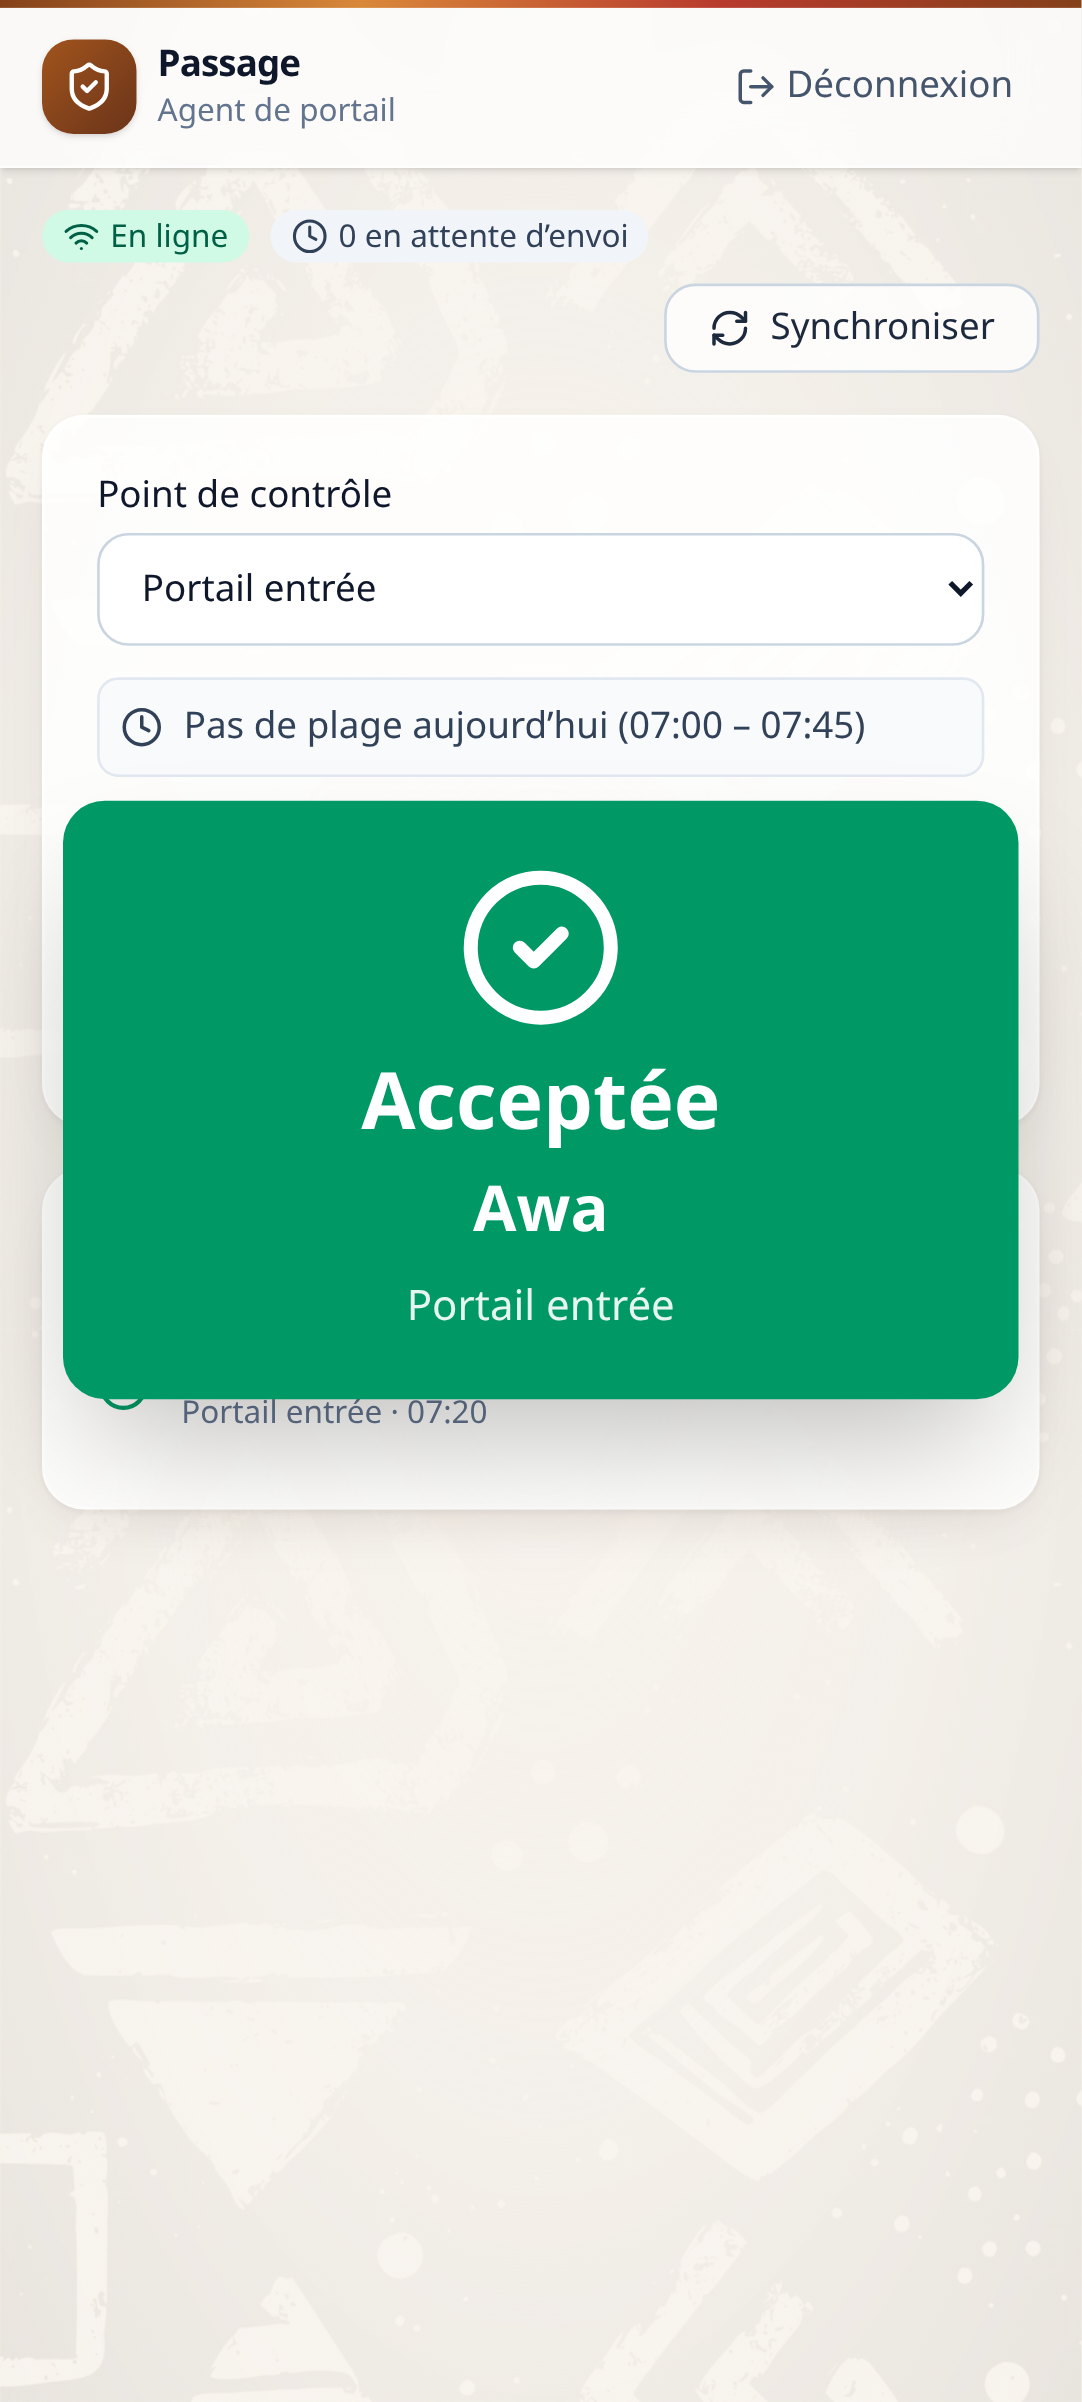 Passage
Agent de portail
Déconnexion
En ligne
0 en attente d’envoi
Synchroniser
Point de contrôle
Portail entrée
Pas de plage aujourd’hui (07:00 – 07:45)
Acceptée
Awa
Portail entrée
Portail entrée · 07:20